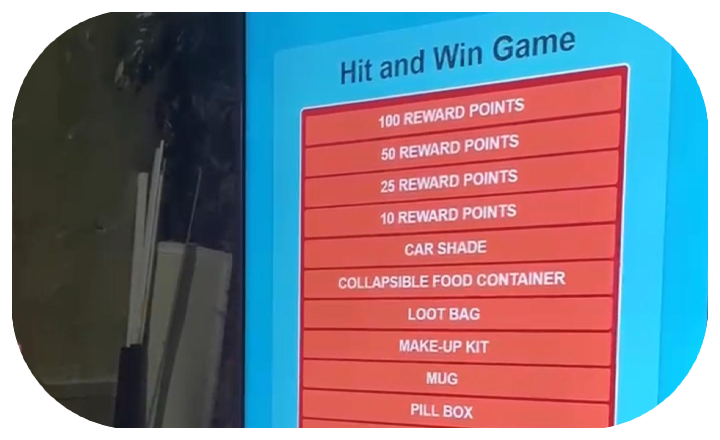 Hit and Win Game
100 REWARD POINTS
50 REWARD POINTS
25 REWARD POINTS
10 REWARD POINTS
CAR SHADE
COLLAPSIBLE FOOD CONTAINER
LOOT BAG
MAKE-UP KIT
MUG
PILL BOX